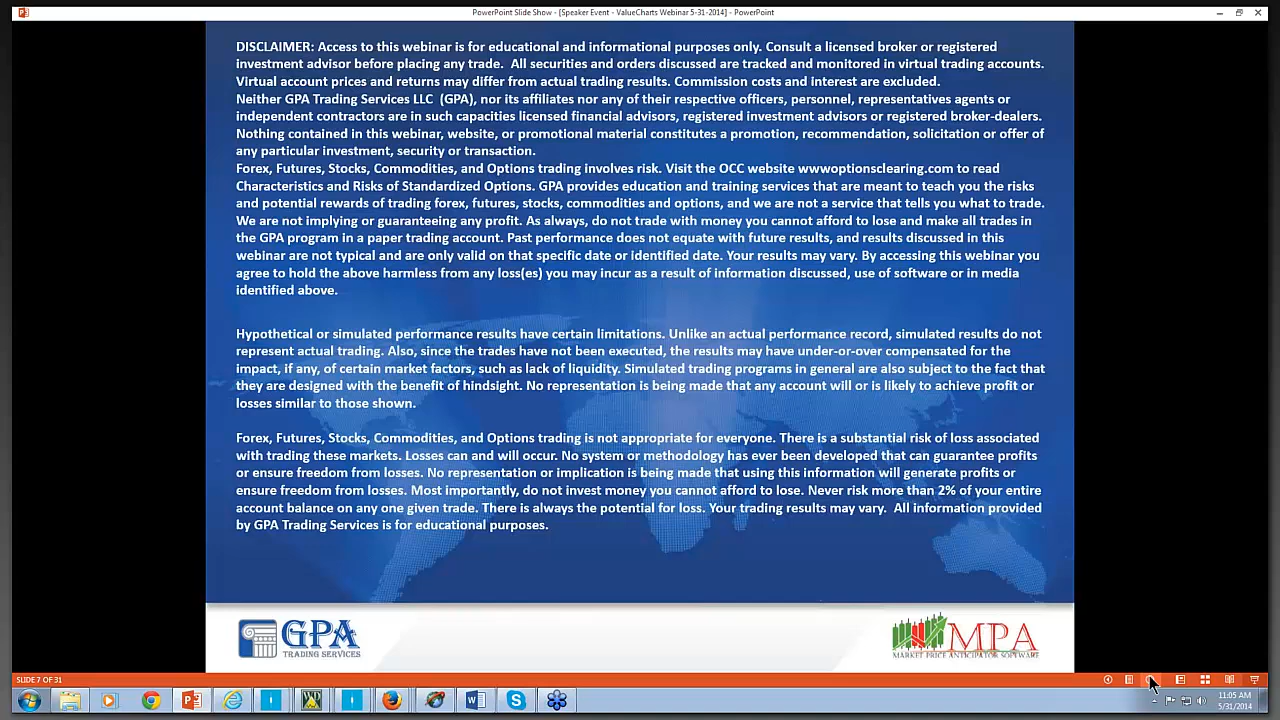 PowerPoint Slide Show - [Speaker Event - ValueCharts Webinar 5-31-2014] - PowerPoint
DISCLAIMER: Access to this webinar is for educational and informational purposes only. Consult a licensed broker or registered
investment advisor before placing any trade.  All securities and orders discussed are tracked and monitored in virtual trading accounts.
Virtual account prices and returns may differ from actual trading results. Commission costs and interest are excluded.
Neither GPA Trading Services LLC  (GPA), nor its affiliates nor any of their respective officers, personnel, representatives agents or
independent contractors are in such capacities licensed financial advisors, registered investment advisors or registered broker-dealers.
Nothing contained in this webinar, website, or promotional material constitutes a promotion, recommendation, solicitation or offer of
any particular investment, security or transaction.
Forex, Futures, Stocks, Commodities, and Options trading involves risk. Visit the OCC website wwwoptionsclearing.com to read
Characteristics and Risks of Standardized Options. GPA provides education and training services that are meant to teach you the risks
and potential rewards of trading forex, futures, stocks, commodities and options, and we are not a service that tells you what to trade.
We are not implying or guaranteeing any profit. As always, do not trade with money you cannot afford to lose and make all trades in
the GPA program in a paper trading account. Past performance does not equate with future results, and results discussed in this
webinar are not typical and are only valid on that specific date or identified date. Your results may vary. By accessing this webinar you
agree to hold the above harmless from any loss(es) you may incur as a result of information discussed, use of software or in media
identified above.
Hypothetical or simulated performance results have certain limitations. Unlike an actual performance record, simulated results do not
represent actual trading. Also, since the trades have not been executed, the results may have under-or-over compensated for the
impact, if any, of certain market factors, such as lack of liquidity. Simulated trading programs in general are also subject to the fact that
they are designed with the benefit of hindsight. No representation is being made that any account will or is likely to achieve profit or
losses similar to those shown.
Forex, Futures, Stocks, Commodities, and Options trading is not appropriate for everyone. There is a substantial risk of loss associated
with trading these markets. Losses can and will occur. No system or methodology has ever been developed that can guarantee profits
or ensure freedom from losses. No representation or implication is being made that using this information will generate profits or
ensure freedom from losses. Most importantly, do not invest money you cannot afford to lose. Never risk more than 2% of your entire
account balance on any one given trade. There is always the potential for loss. Your trading results may vary.  All information provided
by GPA Trading Services is for educational purposes.
GPA
TRADING SERVICES
MPA
MARKET PRICE ANTICIPATOR SOFTWARE
SLIDE 7 OF 31
11:05 AM
5/31/2014